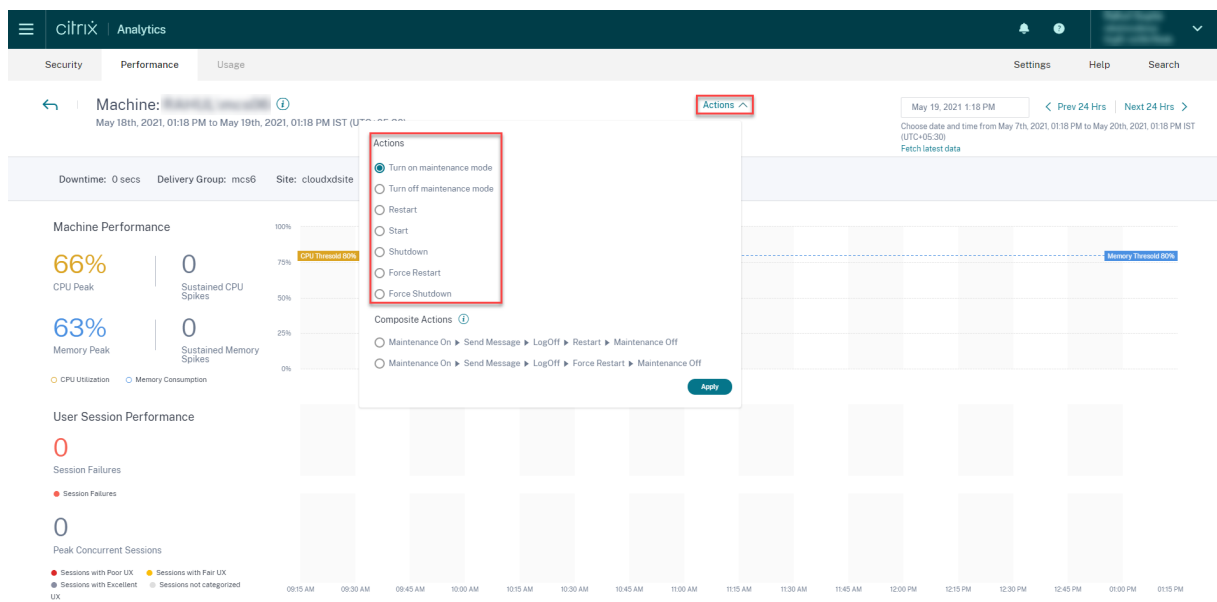 citrix | Analytics
Security Performance Usage
Settings Help Search
Machine:
May 18th, 2021, 01:18 PM to May 19th, 2021, 01:18 PM IST (UTC+05:30)
Actions
May 19, 2021 1:18 PM
Prev 24 Hrs Next 24 Hrs
Choose date and time from May 7th, 2021, 01:18 PM to May 20th, 2021, 01:18 PM IST
(UTC+05:30)
Fetch latest data
Actions
Turn on maintenance mode
Turn off maintenance mode
Restart
Start
Shutdown
Force Restart
Force Shutdown
Composite Actions
Maintenance On ▶ Send Message ▶ LogOff ▶ Restart ▶ Maintenance Off
Maintenance On ▶ Send Message ▶ LogOff ▶ Force Restart ▶ Maintenance Off
Apply
Downtime: 0 secs Delivery Group: mcs6 Site: cloudxdsite
Machine Performance
66%
CPU Peak
0
Sustained CPU
Spikes
63%
Memory Peak
0
Sustained Memory
Spikes
CPU Utilization Memory Consumption
100%
75%
50%
25%
0%
CPU Thresold 80%
Memory Thresold 80%
User Session Performance
0
Session Failures
Session Failures
0
Peak Concurrent Sessions
Sessions with Poor UX Sessions with Fair UX
Sessions with Excellent Sessions not categorized
UX
09:15 AM 09:30 AM 09:45 AM 10:00 AM 10:15 AM 10:30 AM 10:45 AM 11:00 AM 11:15 AM 11:30 AM 11:45 AM 12:00 PM 12:15 PM 12:30 PM 12:45 PM 01:00 PM 01:15 PM